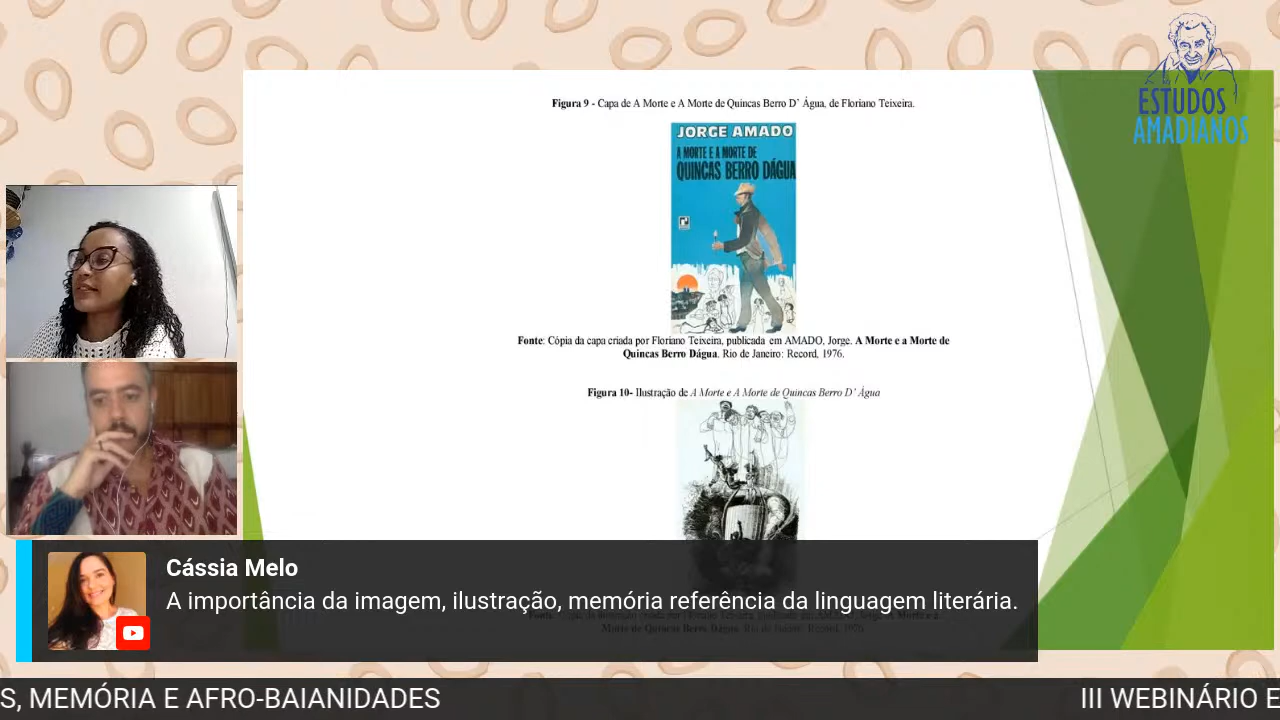 ESTUDOS
AMADIANOS
Figura 9 - Capa de A Morte e A Morte de Quincas Berro D’ Água, de Floriano Teixeira.
JORGE AMADO
A MORTE E A MORTE DE
QUINCAS BERRO DÁGUA
Fonte: Cópia da capa criada por Floriano Teixeira, publicada em AMADO, Jorge. A Morte e a Morte de
Quincas Berro Dágua. Rio de Janeiro: Record, 1976.
Figura 10- Ilustração de A Morte e A Morte de Quincas Berro D’ Água
Cássia Melo
A importância da imagem, ilustração, memória referência da linguagem literária.
Morte de Quincas Berro Dágua. Rio de Janeiro: Record, 1976.
S, MEMÓRIA E AFRO-BAIANIDADES
III WEBINÁRIO E